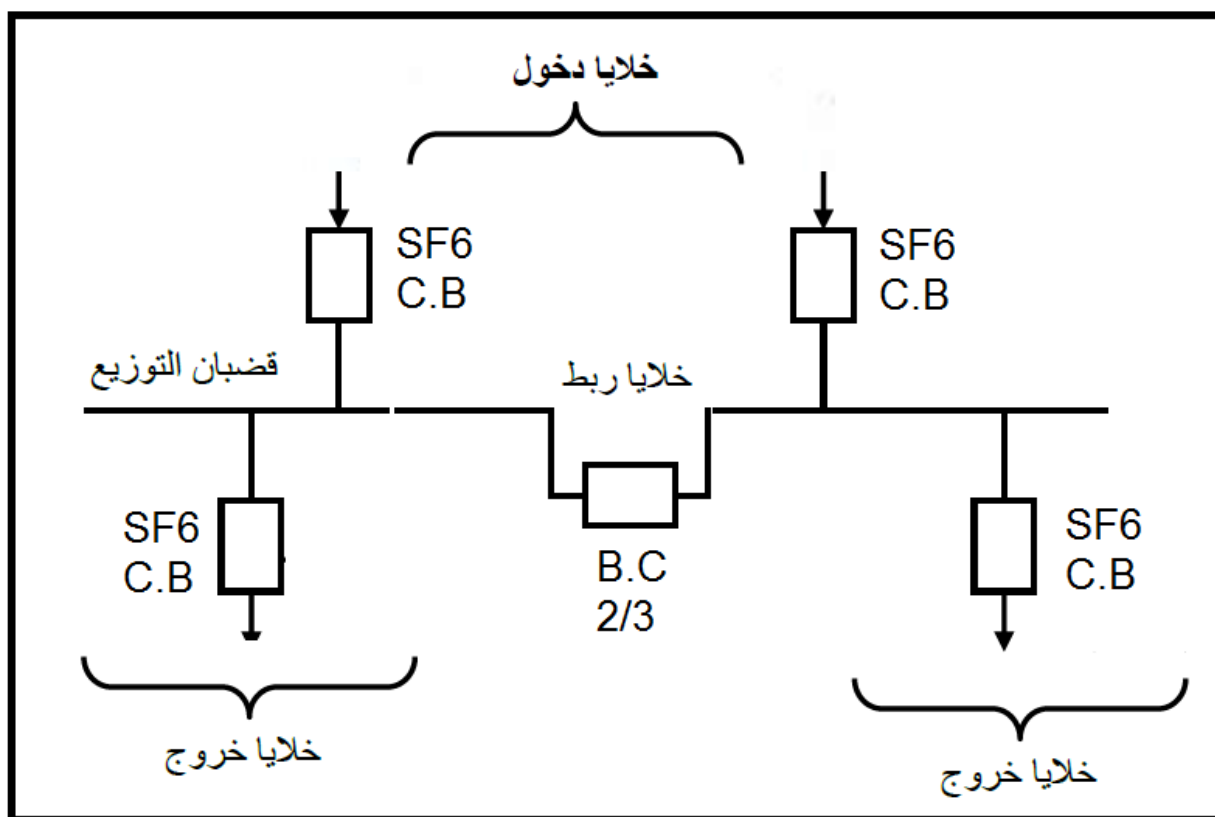 خلايا دخول
SF6
C.B
SF6
C.B
قضبان التوزيع
خلايا ربط
SF6
C.B
B.C
2/3
SF6
C.B
خلايا خروج
خلايا خروج